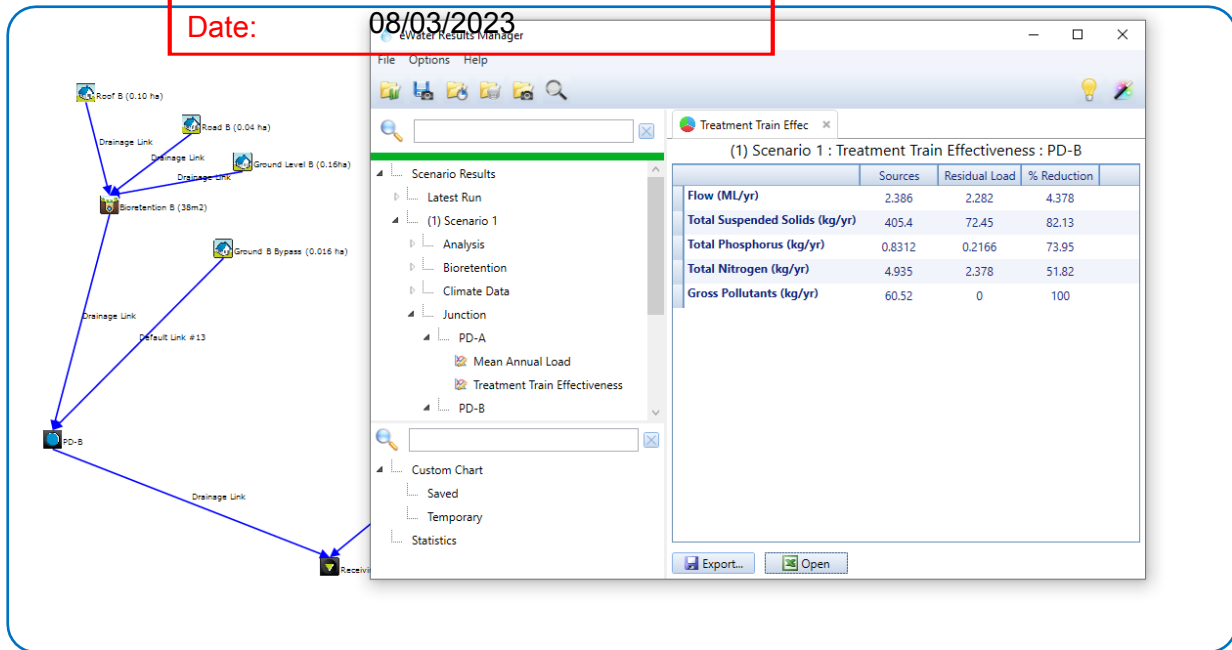 Date: 08/03/2023
eWater Results Manager
File Options Help
Treatment Train Effec
(1) Scenario 1 : Treatment Train Effectiveness : PD-B
Sources Residual Load % Reduction
Flow (ML/yr) 2.386 2.282 4.378
Total Suspended Solids (kg/yr) 405.4 72.45 82.13
Total Phosphorus (kg/yr) 0.8312 0.2166 73.95
Total Nitrogen (kg/yr) 4.935 2.378 51.82
Gross Pollutants (kg/yr) 60.52 0 100
Scenario Results
Latest Run
(1) Scenario 1
Analysis
Bioretention
Climate Data
Junction
PD-A
Mean Annual Load
Treatment Train Effectiveness
PD-B
Custom Chart
Saved
Temporary
Statistics
Export... Open
Roof B (0.10 ha)
Road B (0.04 ha)
Drainage Link
Drainage Link
Ground Level B (0.16ha)
Drainage Link
Bioretention B (38m2)
Ground B Bypass (0.016 ha)
Drainage Link
Default Link #13
PD-B
Drainage Link